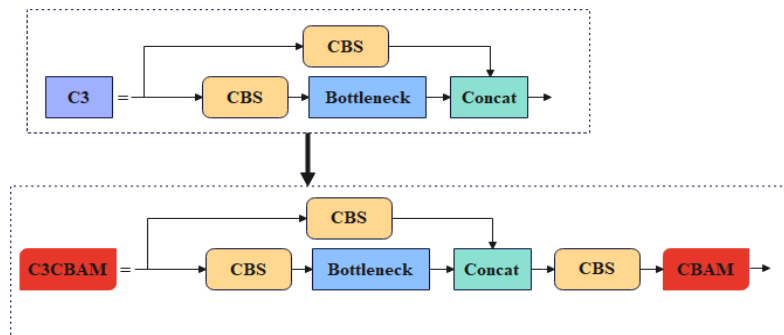 CBS
C3 = CBS Bottleneck Concat
CBS
C3CBAM = CBS Bottleneck Concat CBS CBAM